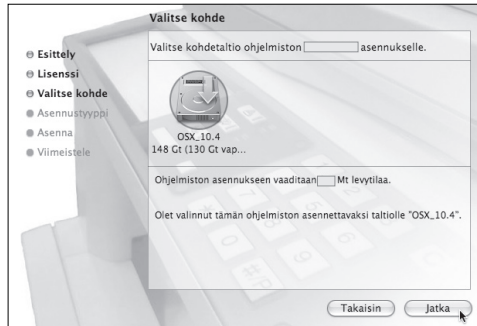 Valitse kohde
Esittely
Lisenssi
Valitse kohde
Asennustyyppi
Asenna
Viimeistele
Valitse kohdetaltio ohjelmiston asennukselle.
OSX_10.4
148 Gt (130 Gt vap...
Ohjelmiston asennukseen vaaditaan Mt levytilaa.
Olet valinnut tämän ohjelmiston asennettavaksi taltiolle "OSX_10.4".
Takaisin Jatka